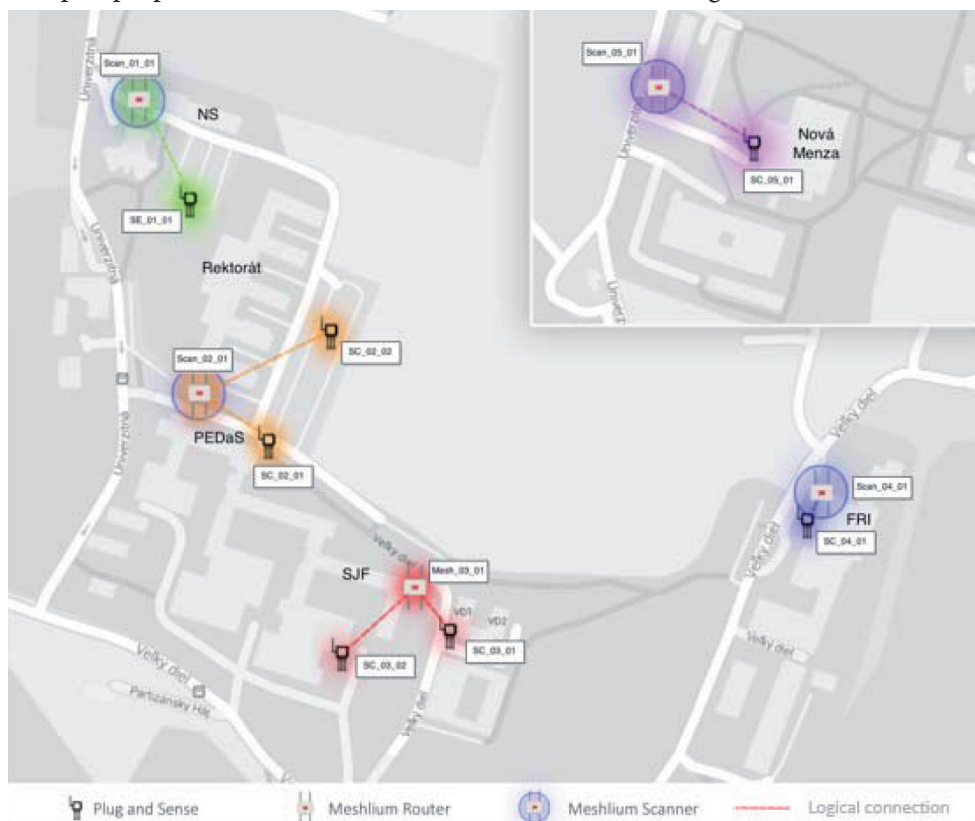 Scan_01_01
Univerzitná
NS
SE_01_01
Univerzitná
Rektorát
SC_02_02
Scan_02_01
PEDaS
SC_02_01
Univerzitná
Veľký diel
SJF
Mesh_03_01
VD1
VD2
SC_03_01
SC_03_02
Veľký diel
Veľký diel
Partizánsky Háj
Scan_05_01
Univerzitná
Nová
Menza
SC_05_01
Univerz
Veľký diel
Scan_04_01
FRI
SC_04_01
Veľký diel
Veľký diel
Plug and Sense
Meshlium Router
Meshlium Scanner
Logical connection